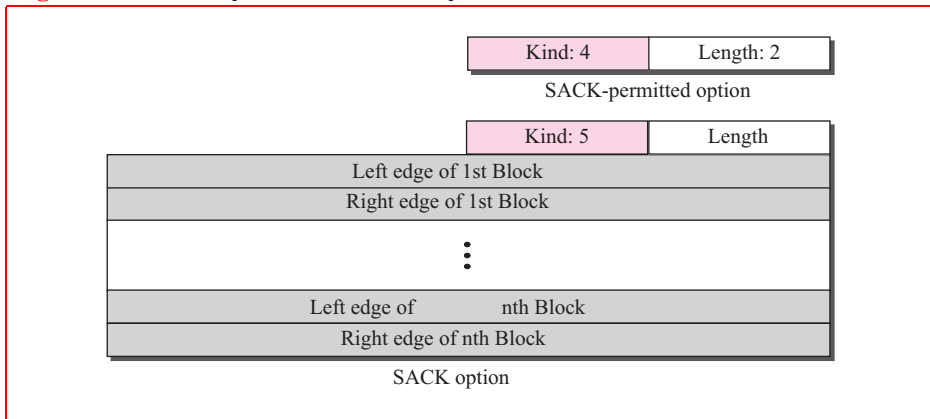 Kind: 4 Length: 2
SACK-permitted option
Kind: 5 Length
Left edge of 1st Block
Right edge of 1st Block
Left edge of nth Block
Right edge of nth Block
SACK option